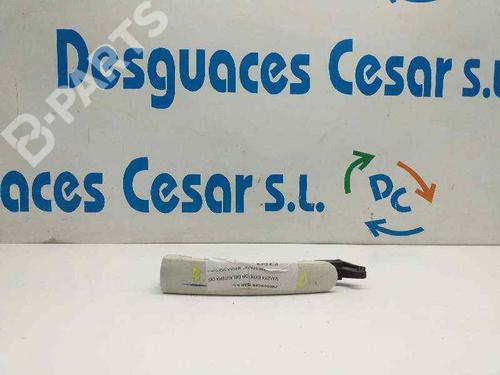 B-PARTS
Desguaces Cesar s.L
aces Cesar s.L.
DC